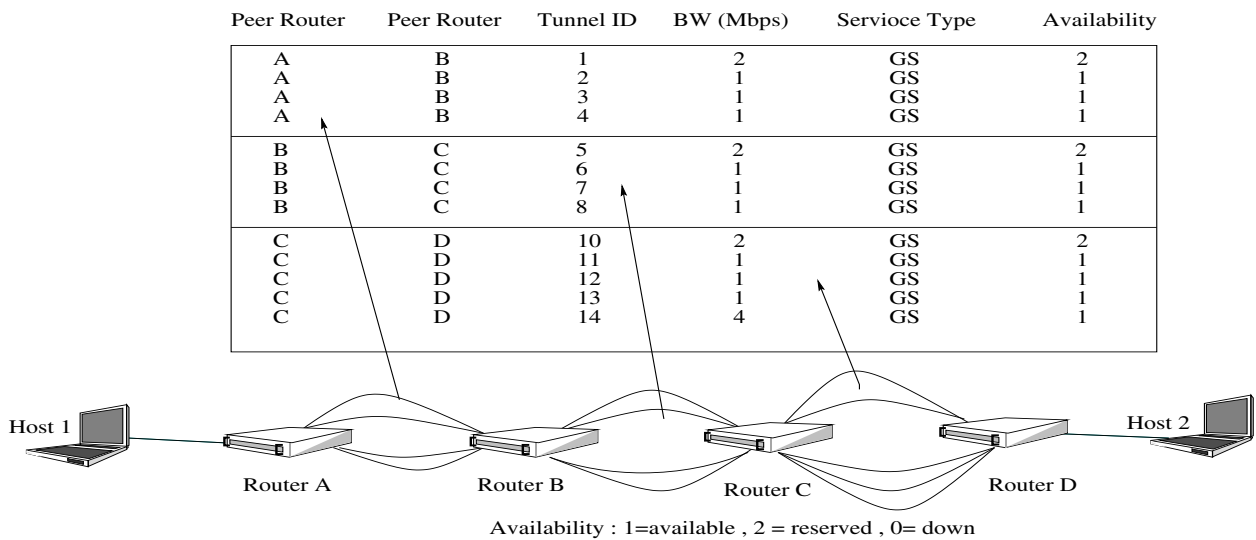 Peer Router Peer Router Tunnel ID BW (Mbps) Servioce Type Availability
A B 1 2 GS 2
A B 2 1 GS 1
A B 3 1 GS 1
A B 4 1 GS 1
B C 5 2 GS 2
B C 6 1 GS 1
B C 7 1 GS 1
B C 8 1 GS 1
C D 10 2 GS 2
C D 11 1 GS 1
C D 12 1 GS 1
C D 13 1 GS 1
C D 14 4 GS 1
Host 1
Host 2
Router A
Router B
Router C
Router D
Availability : 1=available , 2 = reserved , 0= down